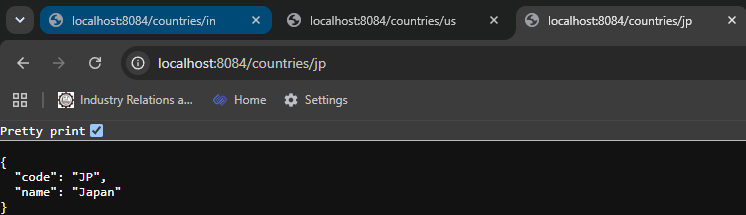 localhost:8084/countries/in
localhost:8084/countries/us
localhost:8084/countries/jp
localhost:8084/countries/jp
Industry Relations a...
Home
Settings
Pretty print
{
  "code": "JP",
  "name": "Japan"
}